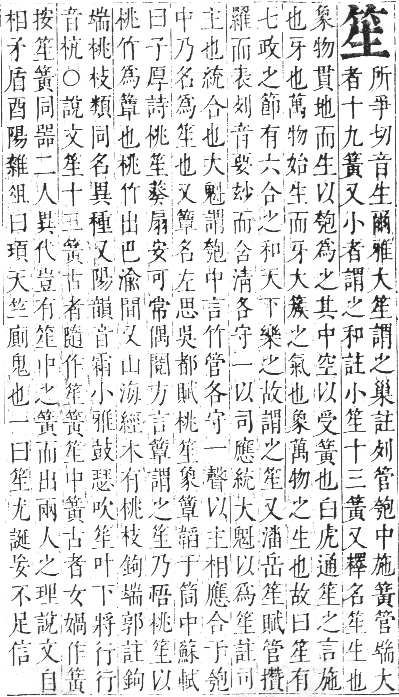 笙
所爭切音生爾雅大笙謂之巢註列管匏中施簧管端大
者十九簧又小者謂之和註小笙十三簧又釋名笙生也
象物貫地而生以匏爲之其中空以受簧也白虎通笙之言施
也牙也萬物始生而牙大蔟之氣也象萬物之生也故曰笙有
七政之節有六合之和天下樂之故謂之笙又潘岳笙賦管攢
羅而表列音要妙而含清各守一以司應統大魁以爲笙註司
主也統合也大魁謂匏中言竹管各守一聲以主相應合于匏
中乃名爲笙也又簟名左思吳都賦桃笙象簟韜于筒中蘇軾
曰子厚詩桃笙葵扇安可常偶閱方言簟謂之笙乃悟桃笙以
桃竹爲簟也桃竹出巴渝間又山海經木有桃枝鉤端郭註鉤
端桃枝類同名異種又陽韻音霜小雅鼓瑟吹笙叶下將行行
音杭○說文笙十三簧古者隨作笙簧笙中簧古者女媧作簧
按笙簧同器二人異代豈有笙中之簧而出兩人之理說文自
相矛盾酉陽雜俎曰項天竺廁鬼也一曰笙尤誕妄不足信